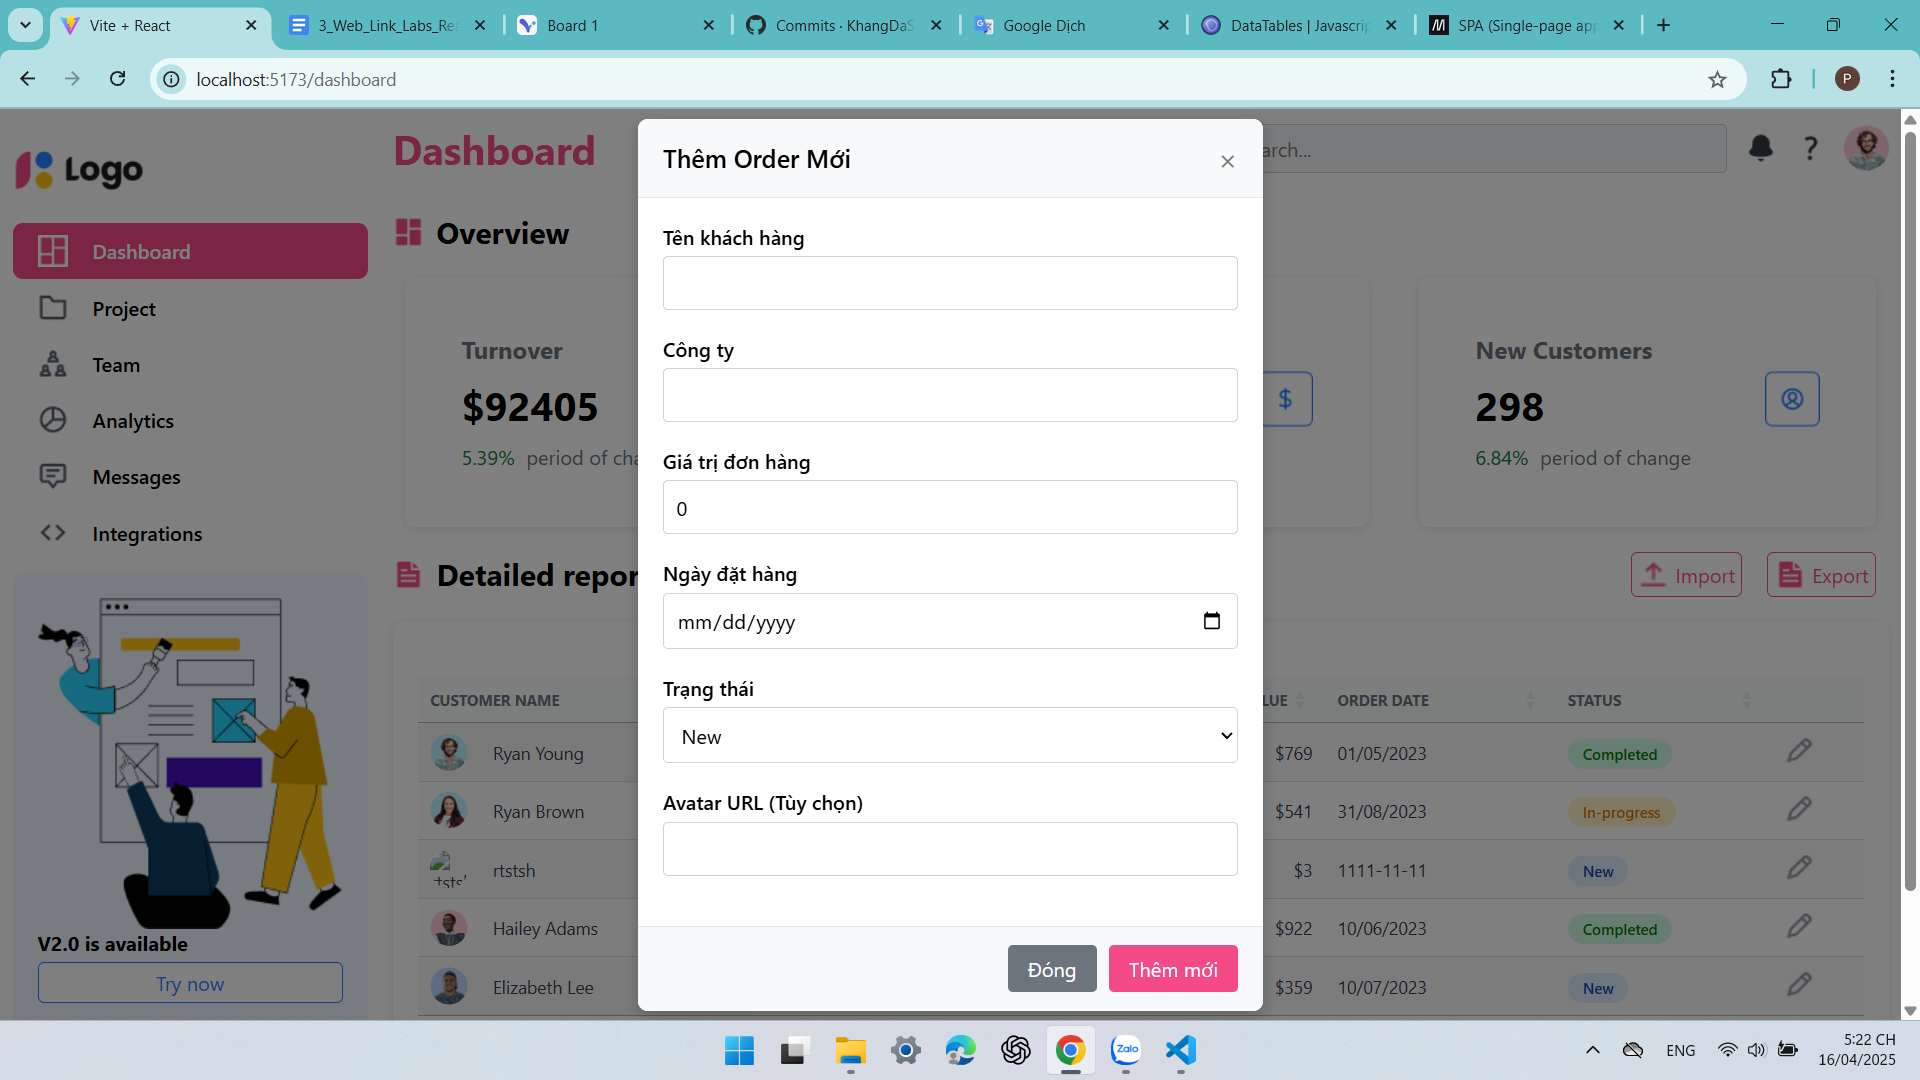 Vite + React
3_Web_Link_Labs_Rea
Board 1
Commits · KhangDaS
Google Dịch
DataTables | Javascrip
SPA (Single-page app
localhost:5173/dashboard
P
Logo
Dashboard
Project
Team
Analytics
Messages
Integrations
V2.0 is available
Try now
Dashboard
arch...
?
Overview
Turnover
$92405
5.39% period of cha
$
New Customers
298
6.84% period of change
Detailed repor
Import
Export
CUSTOMER NAME
LUE
ORDER DATE
STATUS
Ryan Young
$769
01/05/2023
Completed
Ryan Brown
$541
31/08/2023
In-progress
rtstsh
$3
1111-11-11
New
Hailey Adams
$922
10/06/2023
Completed
Elizabeth Lee
$359
10/07/2023
New
Thêm Order Mới
×
Tên khách hàng
Công ty
Giá trị đơn hàng
0
Ngày đặt hàng
mm/dd/yyyy
Trạng thái
New
Avatar URL (Tùy chọn)
Đóng
Thêm mới
Zalo
ENG
5:22 CH
16/04/2025